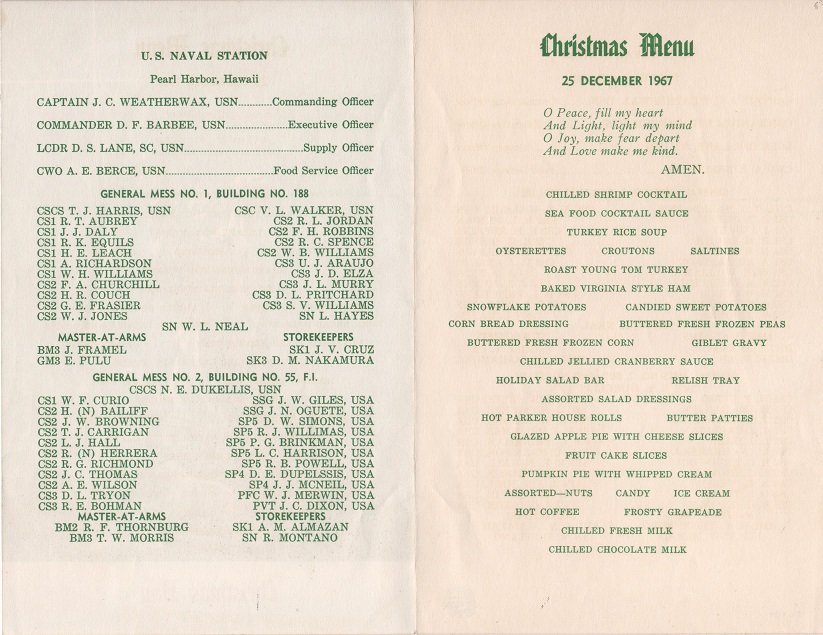 U.S. NAVAL STATION
Pearl Harbor, Hawaii
CAPTAIN J. C. WEATHERWAX, USN...........Commanding Officer
COMMANDER D. F. BARBEE, USN.....................Executive Officer
LCDR D. S. LANE, SC, USN........................................Supply Officer
CWO A. E. BERCE, USN..............................Food Service Officer
GENERAL MESS NO. 1, BUILDING NO. 188
CSCS T. J. HARRIS, USN CSC V. L. WALKER, USN
CS1 R. T. AUBREY CS2 R. L. JORDAN
CS1 J. J. DALY CS2 F. H. ROBBINS
CS1 R. K. EQUILS CS2 R. C. SPENCE
CS1 H. E. LEACH CS2 W. B. WILLIAMS
CS1 A. RICHARDSON CS3 U. J. ARAUJO
CS1 W. H. WILLIAMS CS3 J. D. ELZA
CS2 F. A. CHURCHILL CS3 J. L. MURRY
CS2 H. R. COUCH CS3 D. L. PRITCHARD
CS2 G. E. FRASIER CS3 S. V. WILLIAMS
CS2 W. J. JONES SN L. HAYES
SN W. L. NEAL
MASTER-AT-ARMS STOREKEEPERS
BM3 J. FRAMEL SK1 J. V. CRUZ
GM3 E. PULU SK3 D. M. NAKAMURA
GENERAL MESS NO. 2, BUILDING NO. 55, F.I.
CSCS N. E. DUKELLIS, USN
CS1 W. F. CURIO SSG J. W. GILES, USA
CS2 H. (N) BAILIFF SSG J. N. OGUETE, USA
CS2 J. W. BROWNING SP5 D. W. SIMONS, USA
CS2 T. J. CARRIGAN SP5 R. J. WILLIMAS, USA
CS2 L. J. HALL SP5 P. G. BRINKMAN, USA
CS2 R. (N) HERRERA SP5 L. C. HARRISON, USA
CS2 R. G. RICHMOND SP5 R. B. POWELL, USA
CS2 J. C. THOMAS SP4 D. E. DUPELSSIS, USA
CS2 A. E. WILSON SP4 J. J. MCNEIL, USA
CS3 D. L. TRYON PFC W. J. MERWIN, USA
CS3 R. E. BOHMAN PVT J. C. DIXON, USA
MASTER-AT-ARMS STOREKEEPERS
BM2 R. F. THORNBURG SK1 A. M. ALMAZAN
BM3 T. W. MORRIS SN R. MONTANO
Christmas Menu
25 DECEMBER 1967
O Peace, fill my heart
And Light, light my mind
O Joy, make fear depart
And Love make me kind.
AMEN.
CHILLED SHRIMP COCKTAIL
SEA FOOD COCKTAIL SAUCE
TURKEY RICE SOUP
OYSTERETTES CROUTONS SALTINES
ROAST YOUNG TOM TURKEY
BAKED VIRGINIA STYLE HAM
SNOWFLAKE POTATOES CANDIED SWEET POTATOES
CORN BREAD DRESSING BUTTERED FRESH FROZEN PEAS
BUTTERED FRESH FROZEN CORN GIBLET GRAVY
CHILLED JELLIED CRANBERRY SAUCE
HOLIDAY SALAD BAR RELISH TRAY
ASSORTED SALAD DRESSINGS
HOT PARKER HOUSE ROLLS BUTTER PATTIES
GLAZED APPLE PIE WITH CHEESE SLICES
FRUIT CAKE SLICES
PUMPKIN PIE WITH WHIPPED CREAM
ASSORTED—NUTS CANDY ICE CREAM
HOT COFFEE FROSTY GRAPEADE
CHILLED FRESH MILK
CHILLED CHOCOLATE MILK